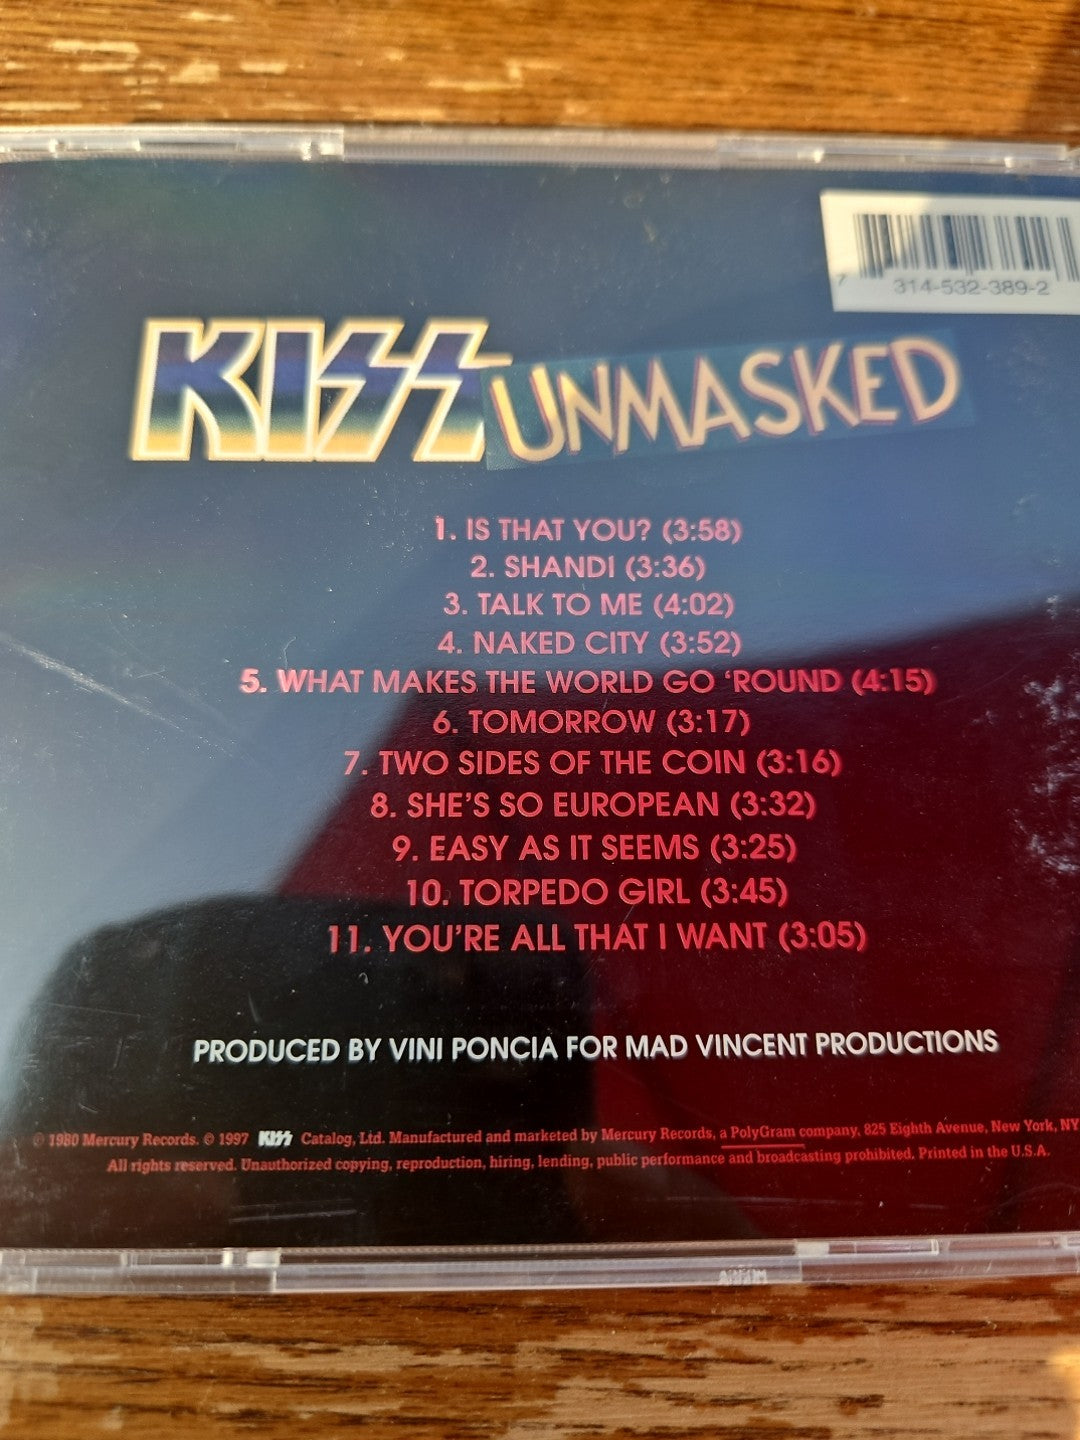 7 314-532-389-2
KISS UNMASKED
1. IS THAT YOU? (3:58)
2. SHANDI (3:36)
3. TALK TO ME (4:02)
4. NAKED CITY (3:52)
5. WHAT MAKES THE WORLD GO 'ROUND (4:15)
6. TOMORROW (3:17)
7. TWO SIDES OF THE COIN (3:16)
8. SHE'S SO EUROPEAN (3:32)
9. EASY AS IT SEEMS (3:25)
10. TORPEDO GIRL (3:45)
11. YOU'RE ALL THAT I WANT (3:05)
PRODUCED BY VINI PONCIA FOR MAD VINCENT PRODUCTIONS
℗ 1980 Mercury Records. © 1997 KISS Catalog, Ltd. Manufactured and marketed by Mercury Records, a PolyGram company, 825 Eighth Avenue, New York, NY
All rights reserved. Unauthorized copying, reproduction, hiring, lending, public performance and broadcasting prohibited. Printed in the U.S.A.